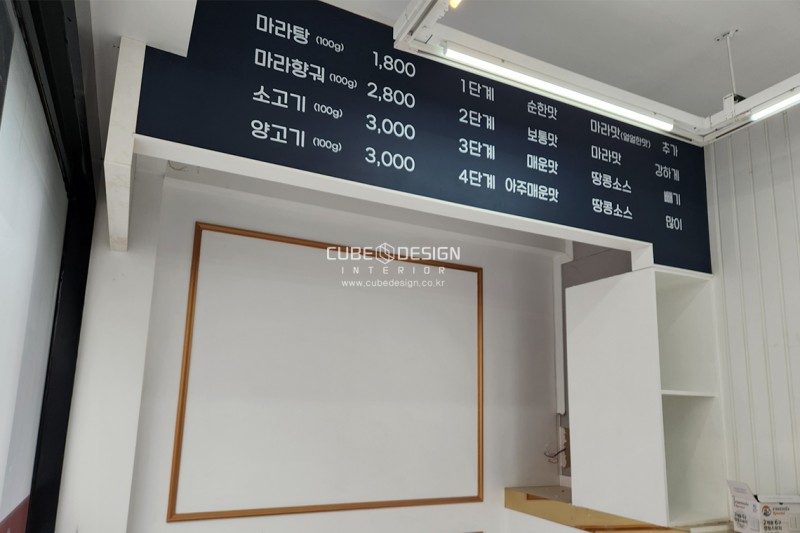 마라탕 (100g) 1,800 1단계 순한맛 마라맛(얼얼한맛) 추가
마라향궈 (100g) 2,800 2단계 보통맛 마라맛 강하게
소고기 (100g) 3,000 3단계 매운맛 땅콩소스 빼기
양고기 (100g) 3,000 4단계 아주매운맛 땅콩소스 많이
CUBE DESIGN
INTERIOR
www.cubedesign.co.kr